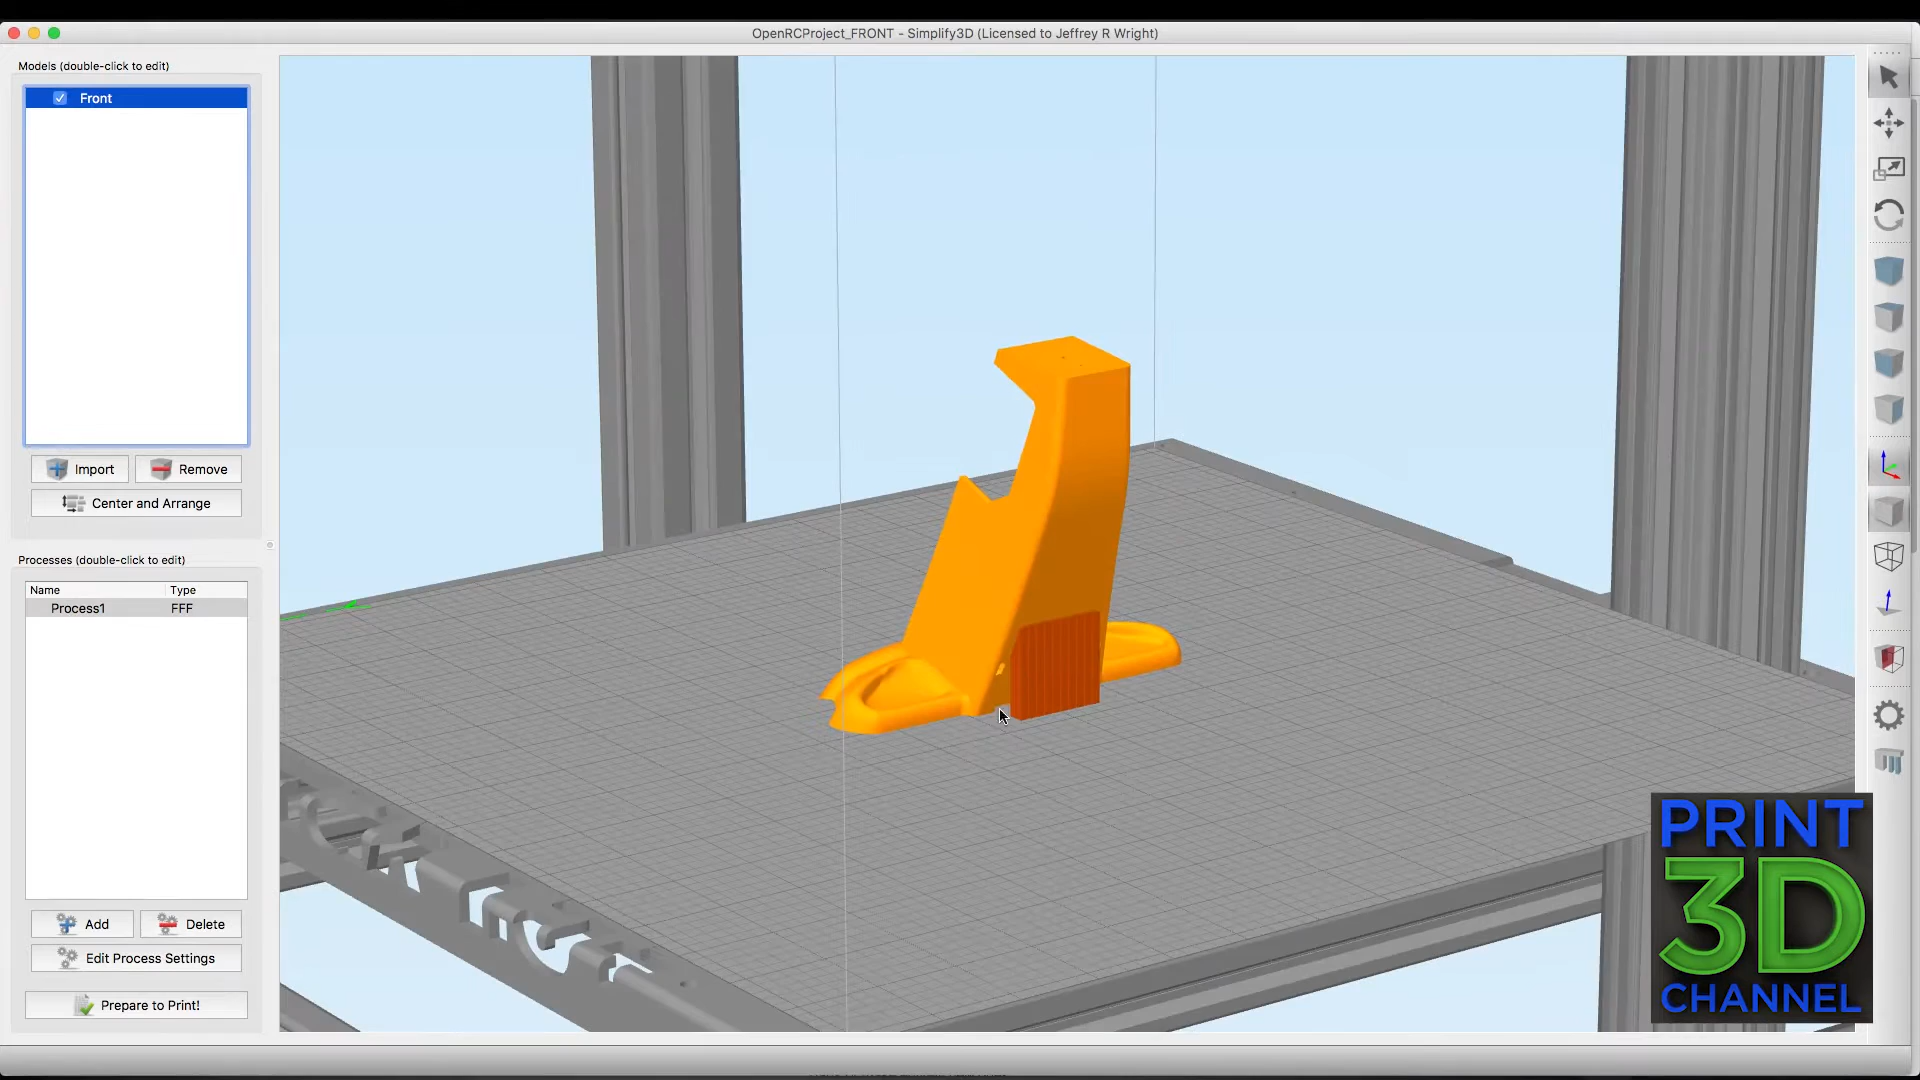 OpenRCProject_FRONT - Simplify3D (Licensed to Jeffrey R Wright)
Models (double-click to edit)
Front
Import
Remove
Center and Arrange
Processes (double-click to edit)
Name Type
Process1 FFF
Add
Delete
Edit Process Settings
Prepare to Print!
PRINT
3D
CHANNEL